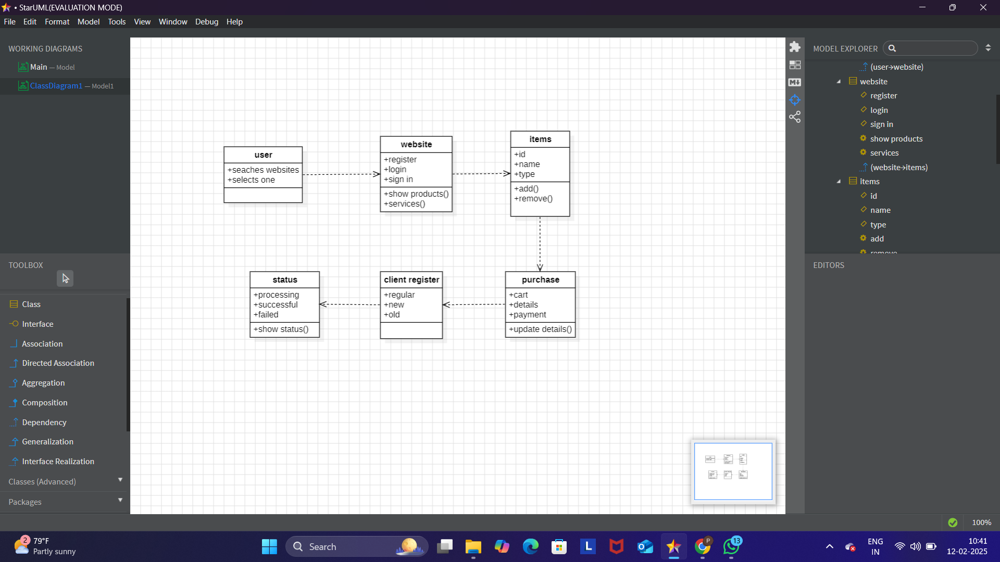 • StarUML(EVALUATION MODE)
File Edit Format Model Tools View Window Debug Help
WORKING DIAGRAMS
Main — Model
ClassDiagram1 — Model1
TOOLBOX
Class
Interface
Association
Directed Association
Aggregation
Composition
Dependency
Generalization
Interface Realization
Classes (Advanced)
Packages
user
+seaches websites
+selects one
website
+register
+login
+sign in
+show products()
+services()
items
+id
+name
+type
+add()
+remove()
status
+processing
+successful
+failed
+show status()
client register
+regular
+new
+old
purchase
+cart
+details
+payment
+update details()
M
MODEL EXPLORER
(user→website)
website
register
login
sign in
show products
services
(website→items)
items
id
name
type
add
remove
EDITORS
100%
2
79°F
Partly sunny
Search
L
P
13
ENG
IN
10:41
12-02-2025